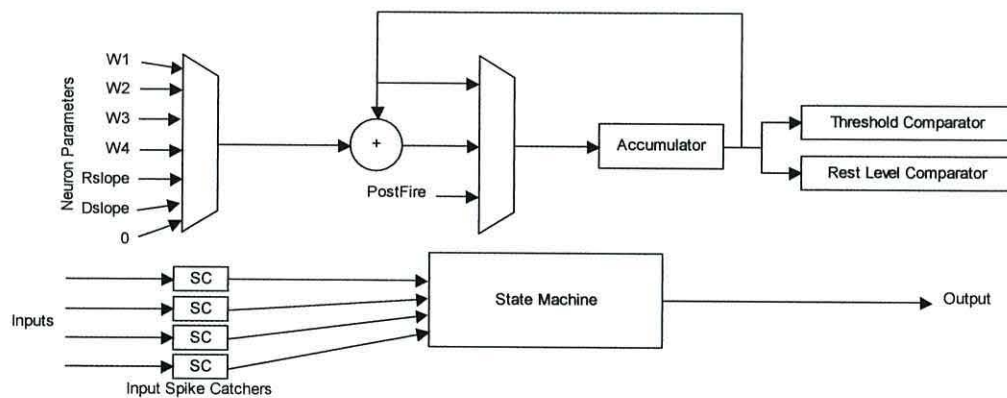 Neuron Parameters
W1
W2
W3
W4
Rslope
Dslope
0
+
PostFire
Accumulator
Threshold Comparator
Rest Level Comparator
Inputs
SC
SC
SC
SC
Input Spike Catchers
State Machine
Output